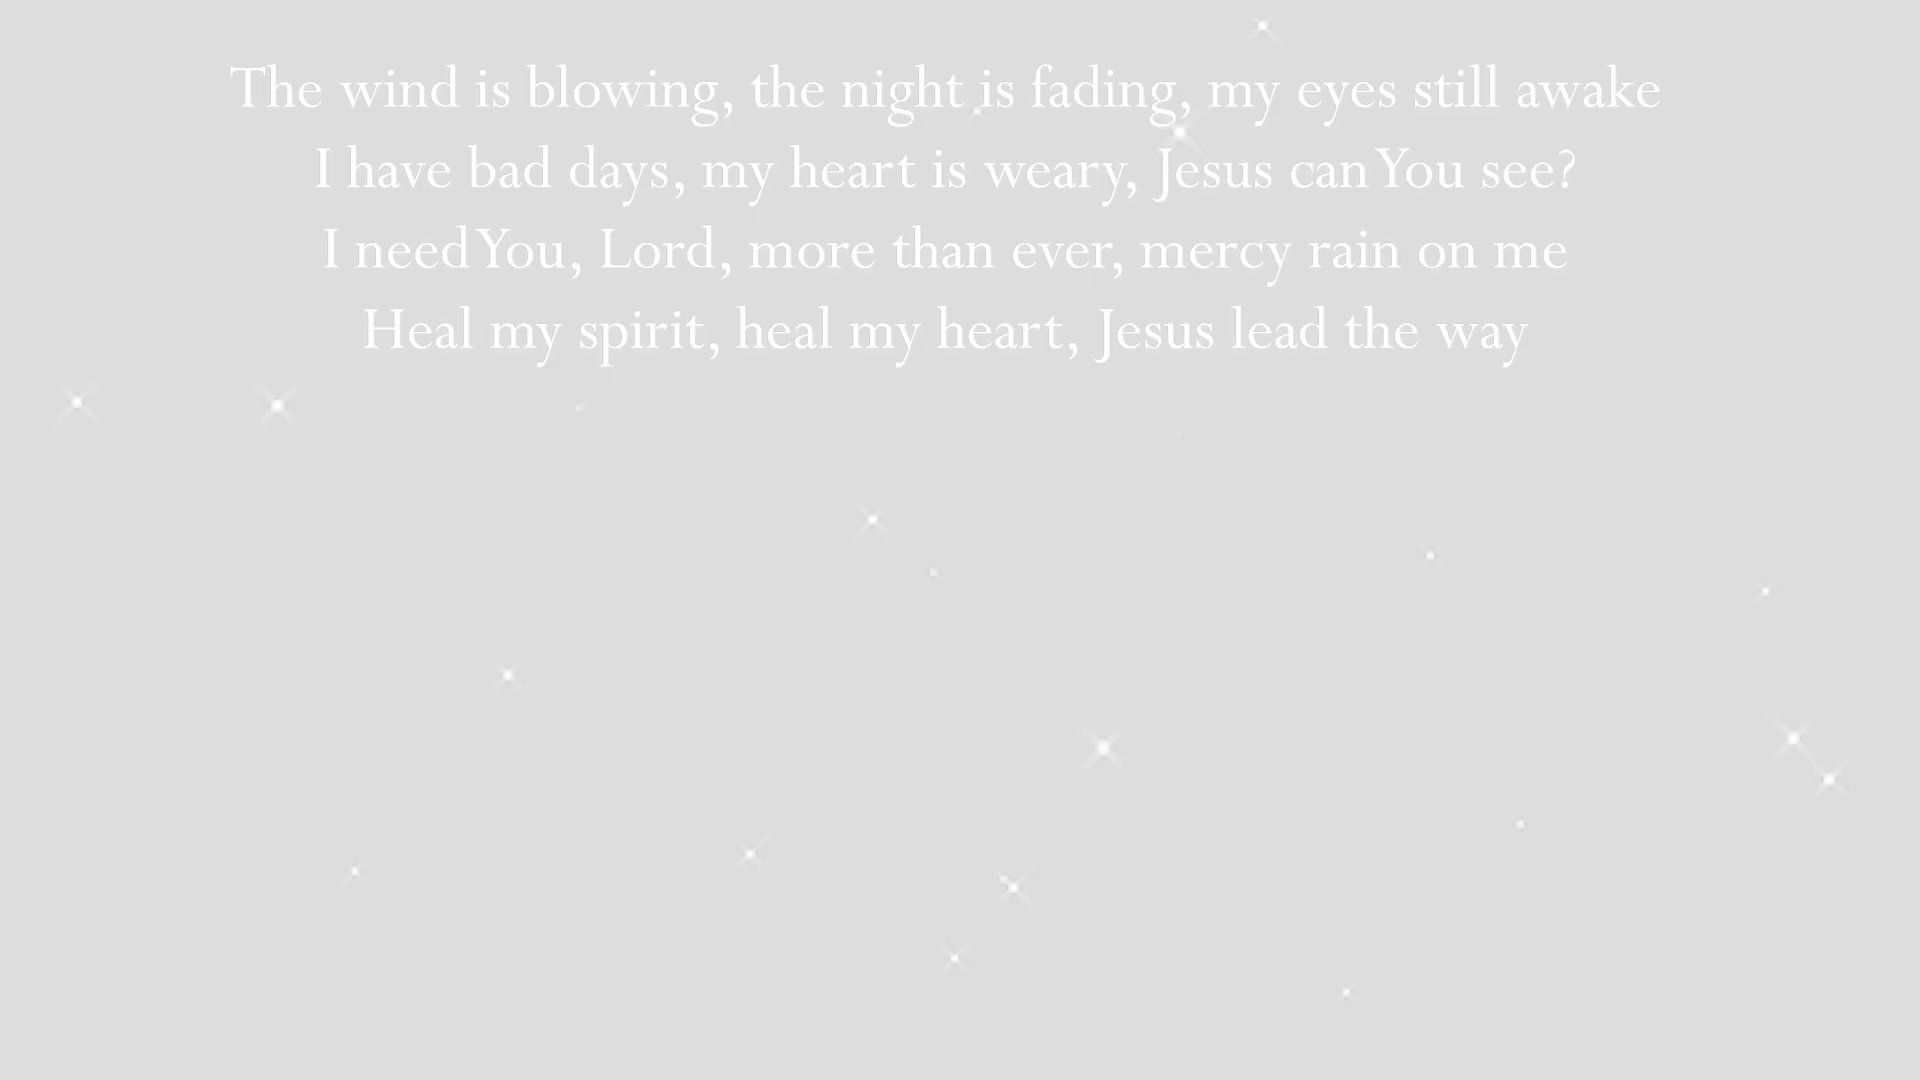 The wind is blowing, the night is fading, my eyes still awake
I have bad days, my heart is weary, Jesus can You see?
I need You, Lord, more than ever, mercy rain on me
Heal my spirit, heal my heart, Jesus lead the way